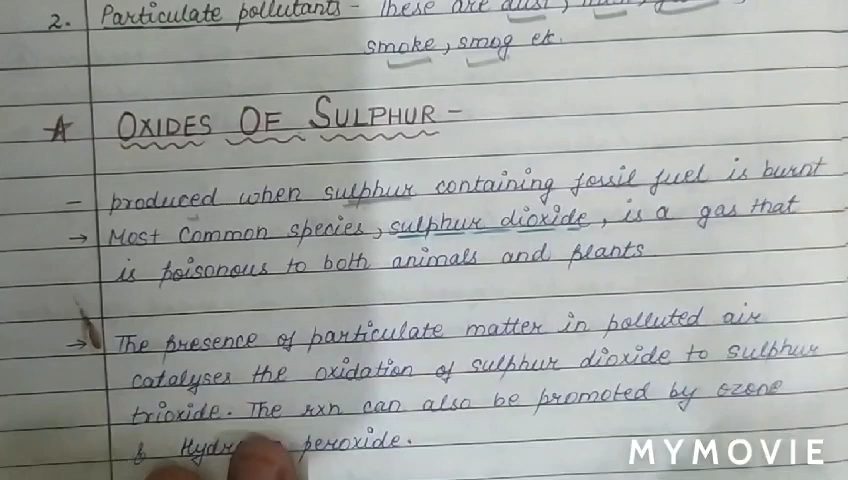 2. Particulate pollutants - These are dust,
smoke, smog etc.
OXIDES OF SULPHUR -
- produced when sulphur containing fossil fuel is burnt
→ Most common species, sulphur dioxide, is a gas that
is poisonous to both animals and plants
→ The presence of particulate matter in polluted air
catalyses the oxidation of sulphur dioxide to sulphur
trioxide. The rxn can also be promoted by ozone
& peroxide.
MYMOVIE